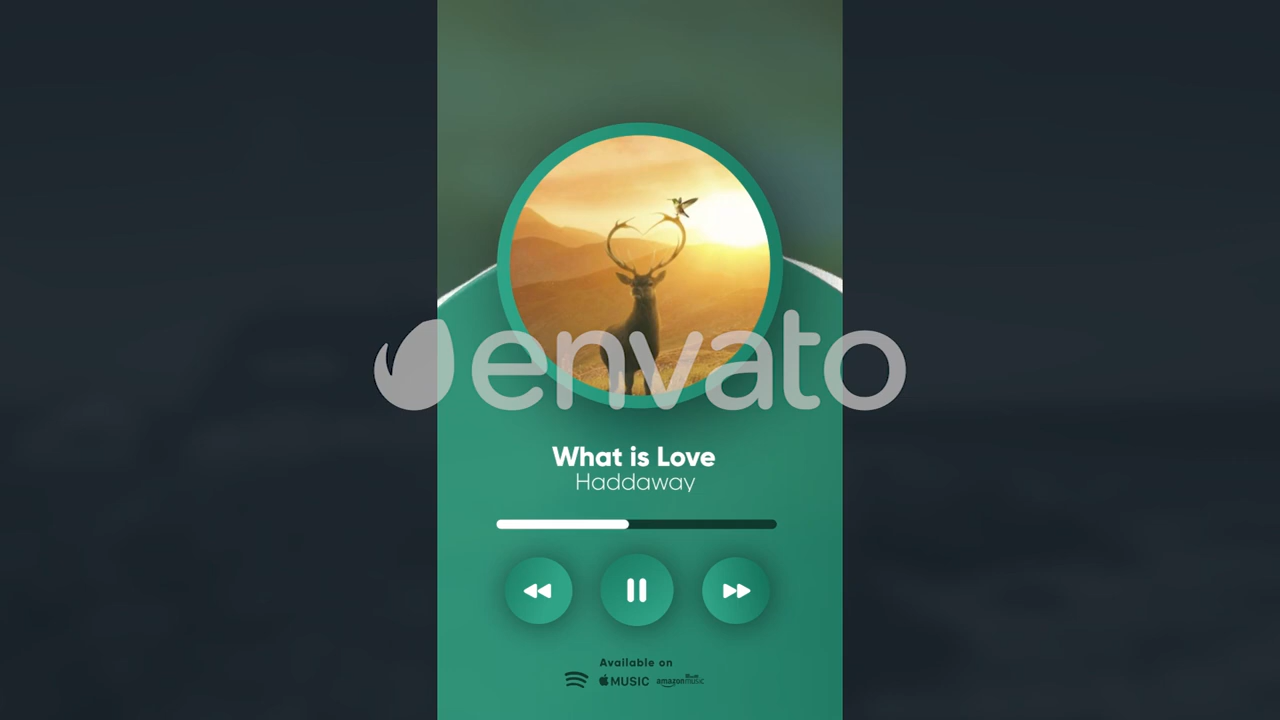 envato
What is Love
Haddaway
Available on
MUSIC
amazonmusic